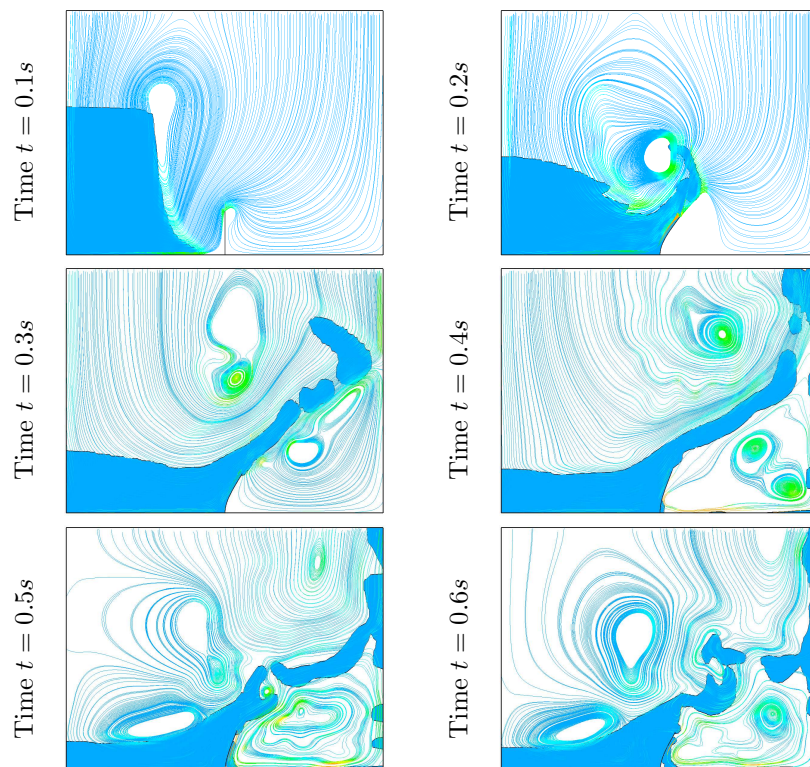 Time t = 0.1s
Time t = 0.2s
Time t = 0.3s
Time t = 0.4s
Time t = 0.5s
Time t = 0.6s